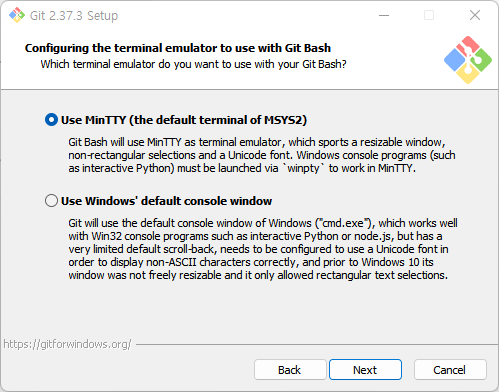 Git 2.37.3 Setup
Configuring the terminal emulator to use with Git Bash
Which terminal emulator do you want to use with your Git Bash?
Use MinTTY (the default terminal of MSYS2)
Git Bash will use MinTTY as terminal emulator, which sports a resizable window,
non-rectangular selections and a Unicode font. Windows console programs (such
as interactive Python) must be launched via `winpty` to work in MinTTY.
Use Windows' default console window
Git will use the default console window of Windows ("cmd.exe"), which works well
with Win32 console programs such as interactive Python or node.js, but has a
very limited default scroll-back, needs to be configured to use a Unicode font in
order to display non-ASCII characters correctly, and prior to Windows 10 its
window was not freely resizable and it only allowed rectangular text selections.
https://gitforwindows.org/
Back Next Cancel